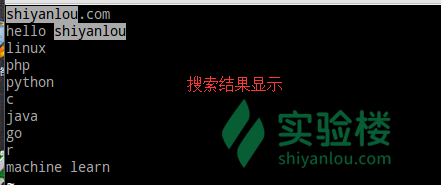 shiyanlou.com
hello shiyanlou
linux
php
python
搜索结果显示
c
java
go
r
machine learn
~
实验楼
shiyanlou.com